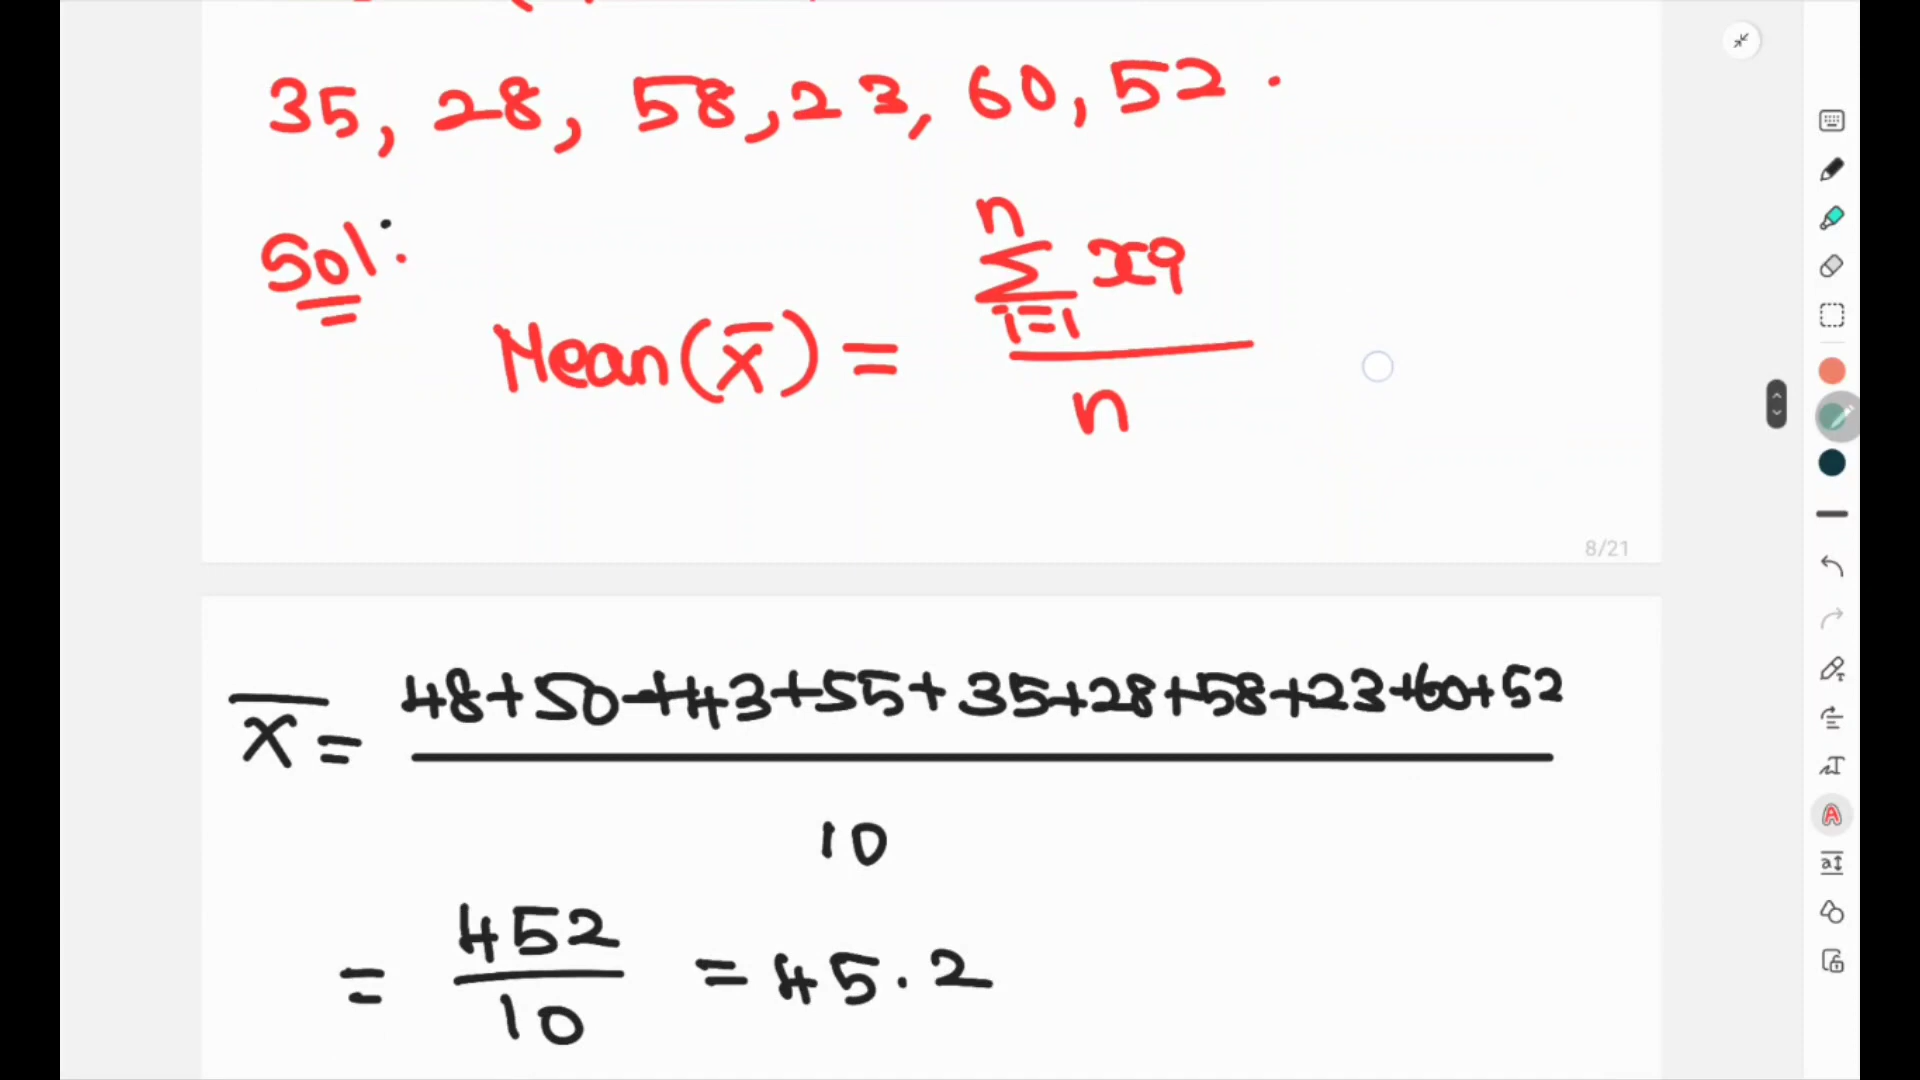 35, 28, 58, 23, 60, 52.
Sol:
n
Σ xi
i=1
Mean(x̄) =
n
8/21
x̄ = 48+50+43+55+35+28+58+23+60+52
10
= 452 = 45.2
10